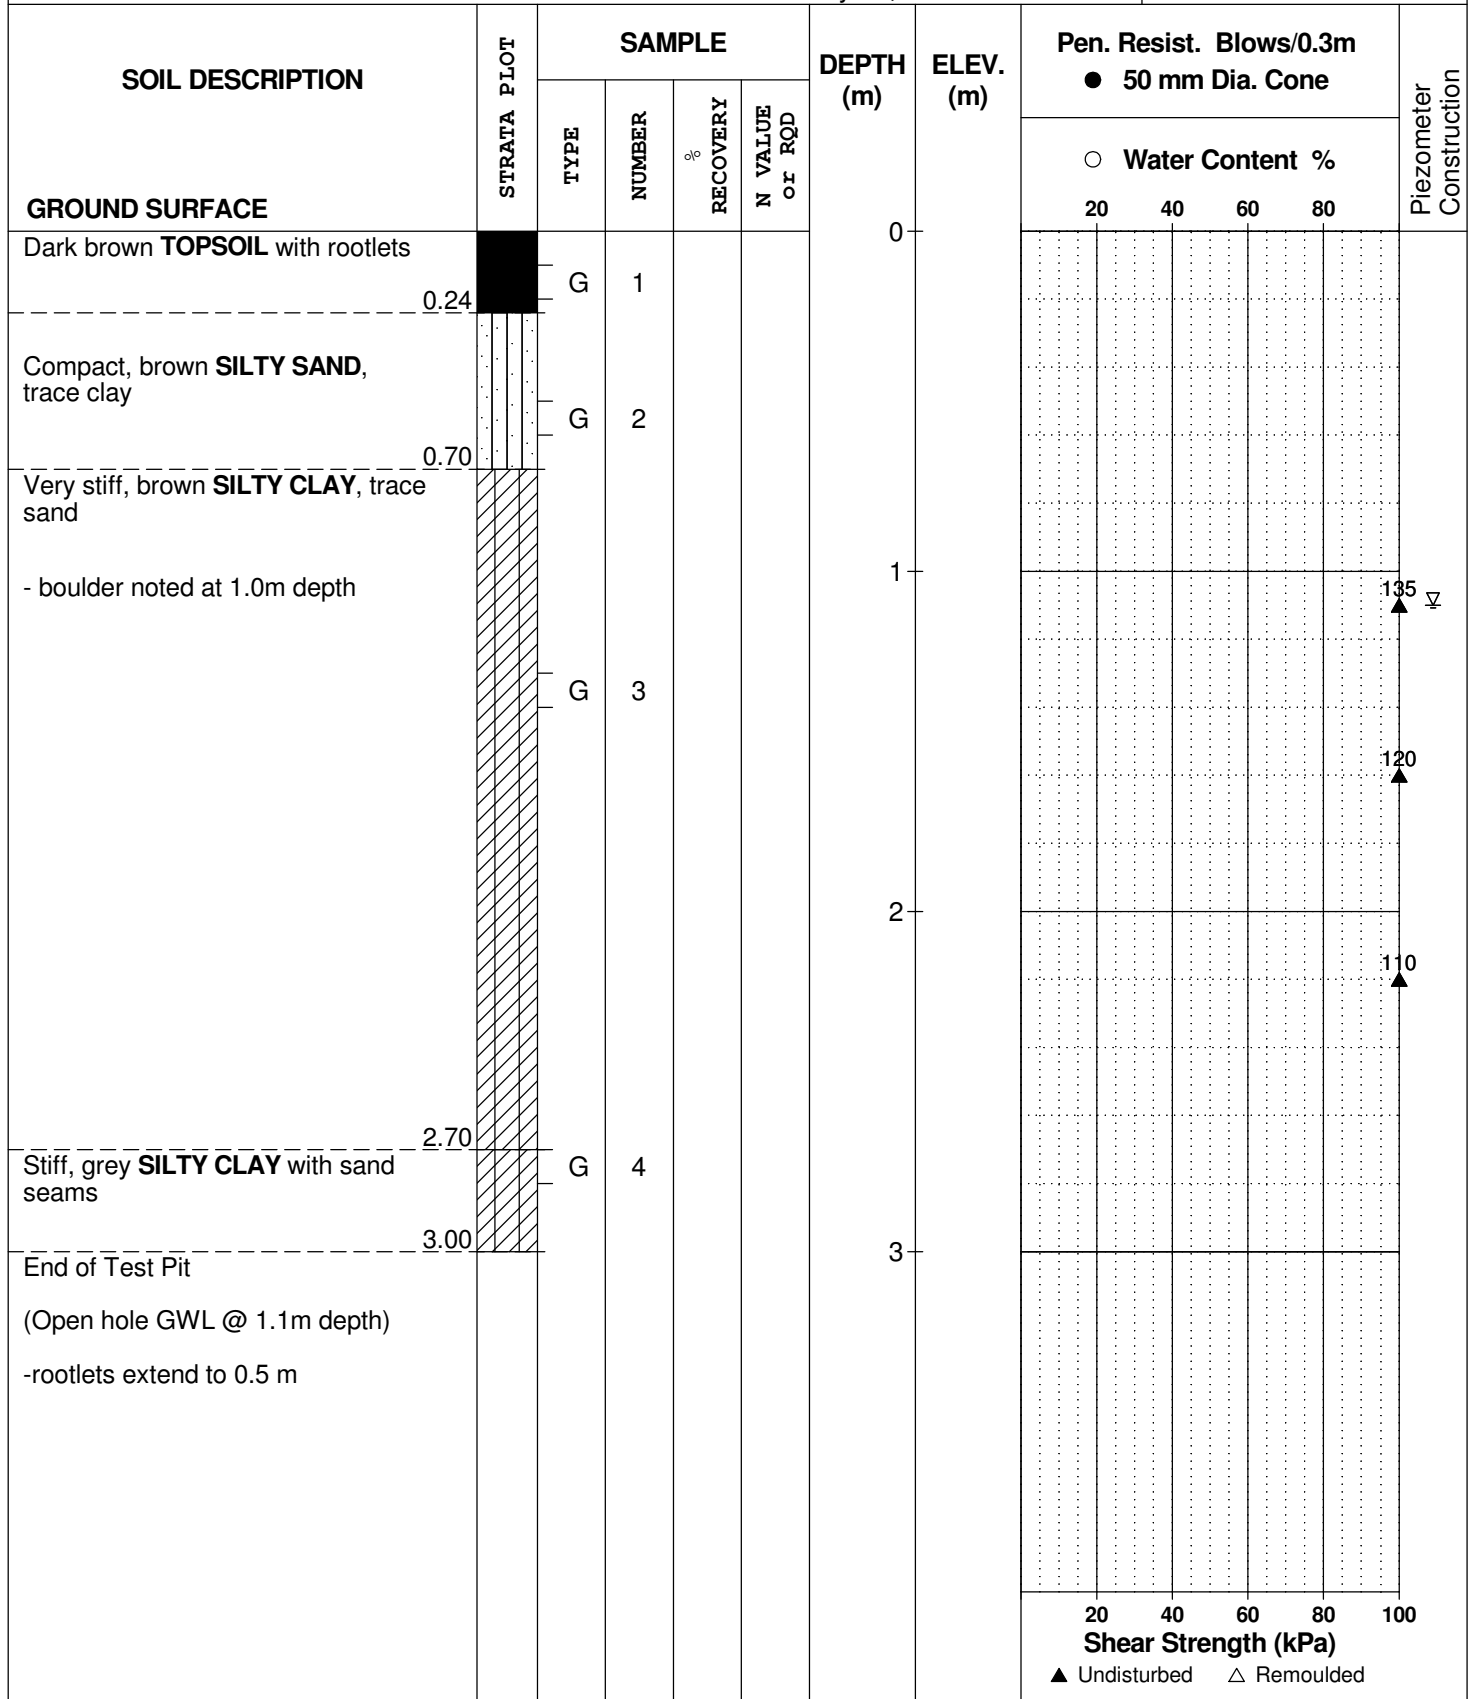 SOIL DESCRIPTION
STRATA PLOT
SAMPLE
TYPE
NUMBER
%
RECOVERY
N VALUE
or RQD
DEPTH
(m)
ELEV.
(m)
Pen. Resist. Blows/0.3m
● 50 mm Dia. Cone
○ Water Content %
20 40 60 80
Piezometer
Construction
GROUND SURFACE
0
Dark brown TOPSOIL with rootlets
G 1
0.24
Compact, brown SILTY SAND,
trace clay
G 2
0.70
Very stiff, brown SILTY CLAY, trace
sand
- boulder noted at 1.0m depth
1
135
G 3
120
2
110
2.70
Stiff, grey SILTY CLAY with sand
seams
G 4
3.00
3
End of Test Pit
(Open hole GWL @ 1.1m depth)
-rootlets extend to 0.5 m
20 40 60 80 100
Shear Strength (kPa)
▲ Undisturbed △ Remoulded